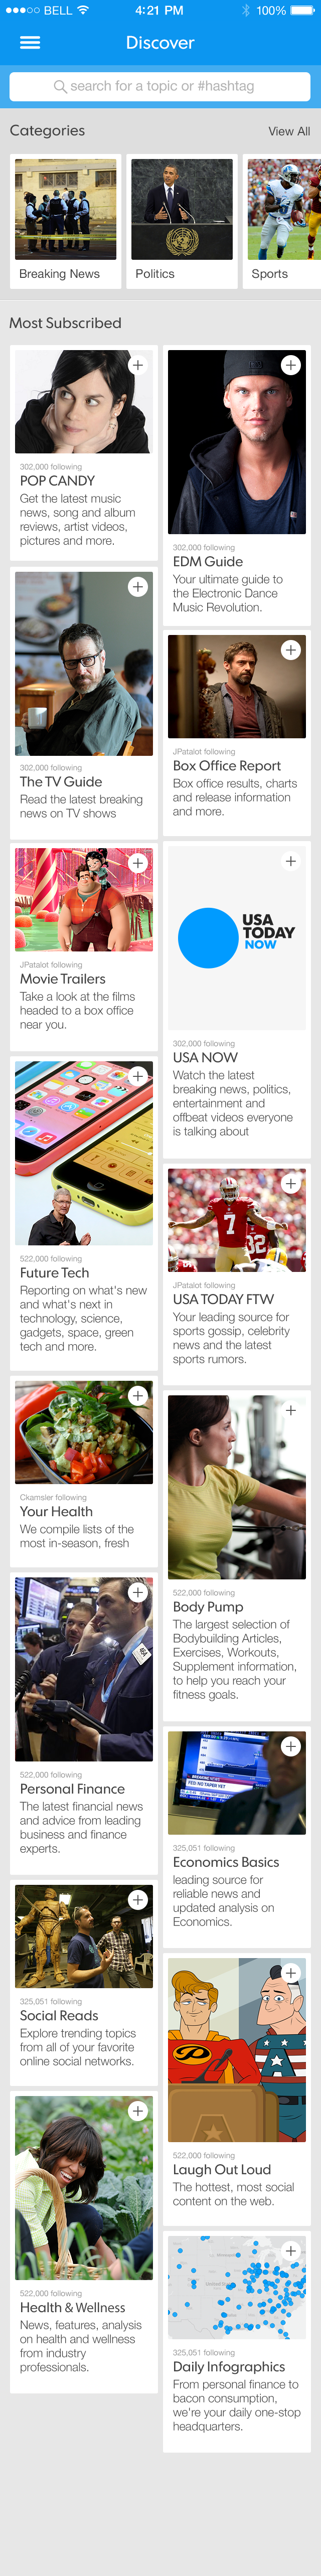 BELL
4:21 PM
100%
Discover
search for a topic or #hashtag
Categories
View All
Breaking News
Politics
Sports
Most Subscribed
302,000 following
POP CANDY
Get the latest music
news, song and album
reviews, artist videos,
pictures and more.
302,000 following
EDM Guide
Your ultimate guide to
the Electronic Dance
Music Revolution.
302,000 following
The TV Guide
Read the latest breaking
news on TV shows
JPatalot following
Box Office Report
Box office results, charts
and release information
and more.
JPatalot following
Movie Trailers
Take a look at the films
headed to a box office
near you.
USA
TODAY
NOW
302,000 following
USA NOW
Watch the latest
breaking news, politics,
entertainment and
offbeat videos everyone
is talking about
522,000 following
Future Tech
Reporting on what's new
and what's next in
technology, science,
gadgets, space, green
tech and more.
7
32
JPatalot following
USA TODAY FTW
Your leading source for
sports gossip, celebrity
news and the latest
sports rumors.
Ckamsler following
Your Health
We compile lists of the
most in-season, fresh
522,000 following
Body Pump
The largest selection of
Bodybuilding Articles,
Exercises, Workouts,
Supplement information,
to help you reach your
fitness goals.
522,000 following
Personal Finance
The latest financial news
and advice from leading
business and finance
experts.
BREAKING NEWS
FED: NO TAPER YET
325,051 following
Economics Basics
leading source for
reliable news and
updated analysis on
Economics.
325,051 following
Social Reads
Explore trending topics
from all of your favorite
online social networks.
P
A
522,000 following
Laugh Out Loud
The hottest, most social
content on the web.
522,000 following
Health & Wellness
News, features, analysis
on health and wellness
from industry
professionals.
325,051 following
Daily Infographics
From personal finance to
bacon consumption,
we're your daily one-stop
headquarters.